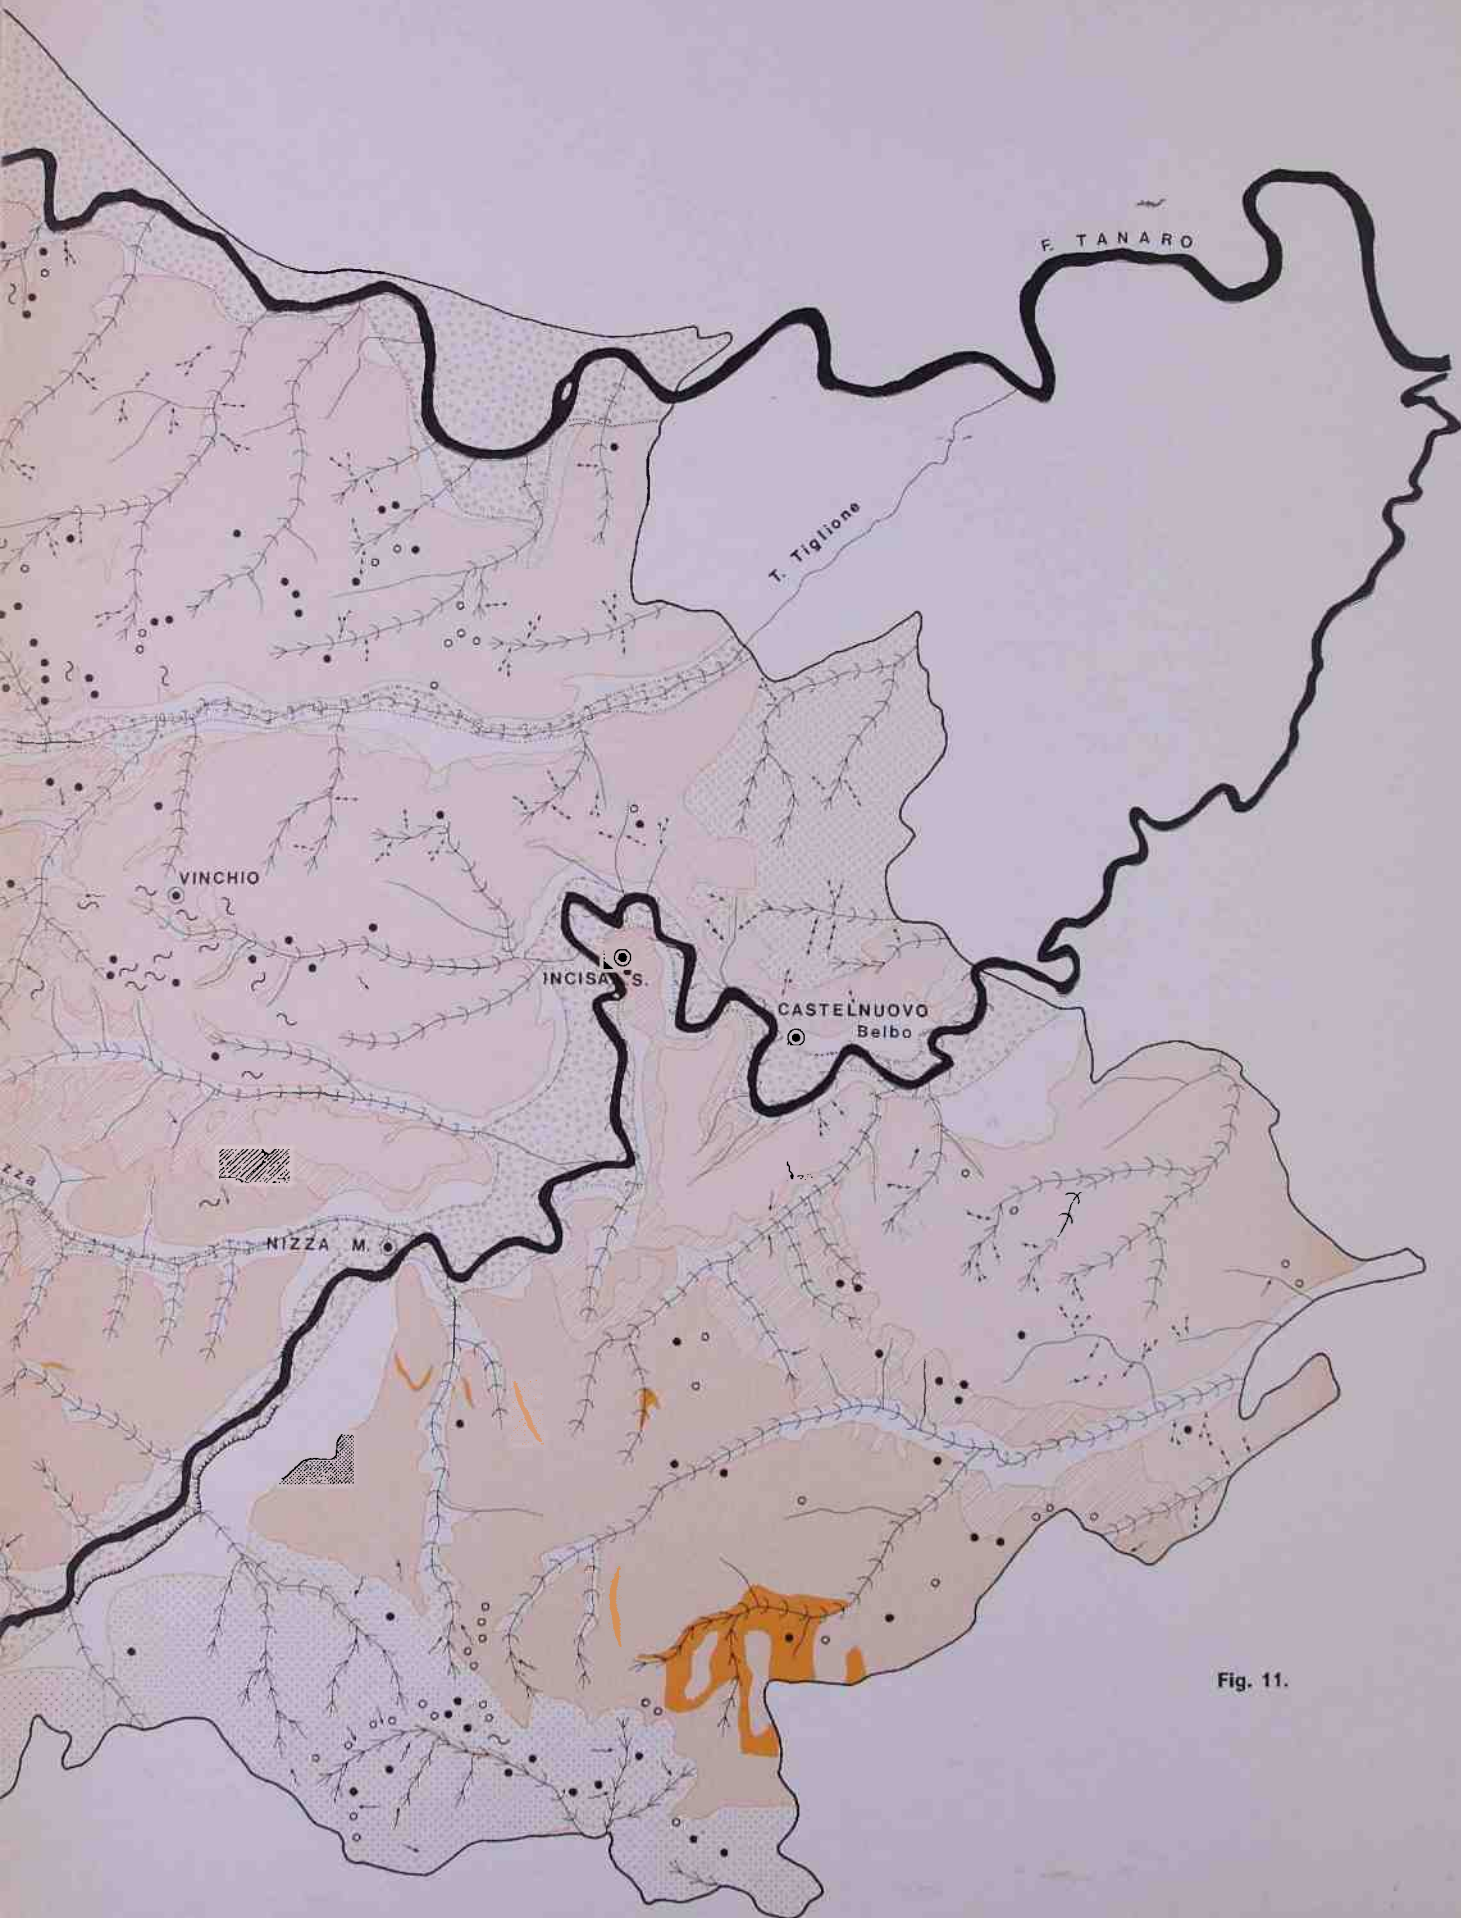 F. TANARO
T. Tiglione
VINCHIO
INCISA S.
CASTELNUOVO
Belbo
zza
NIZZA M.
Fig. 11.